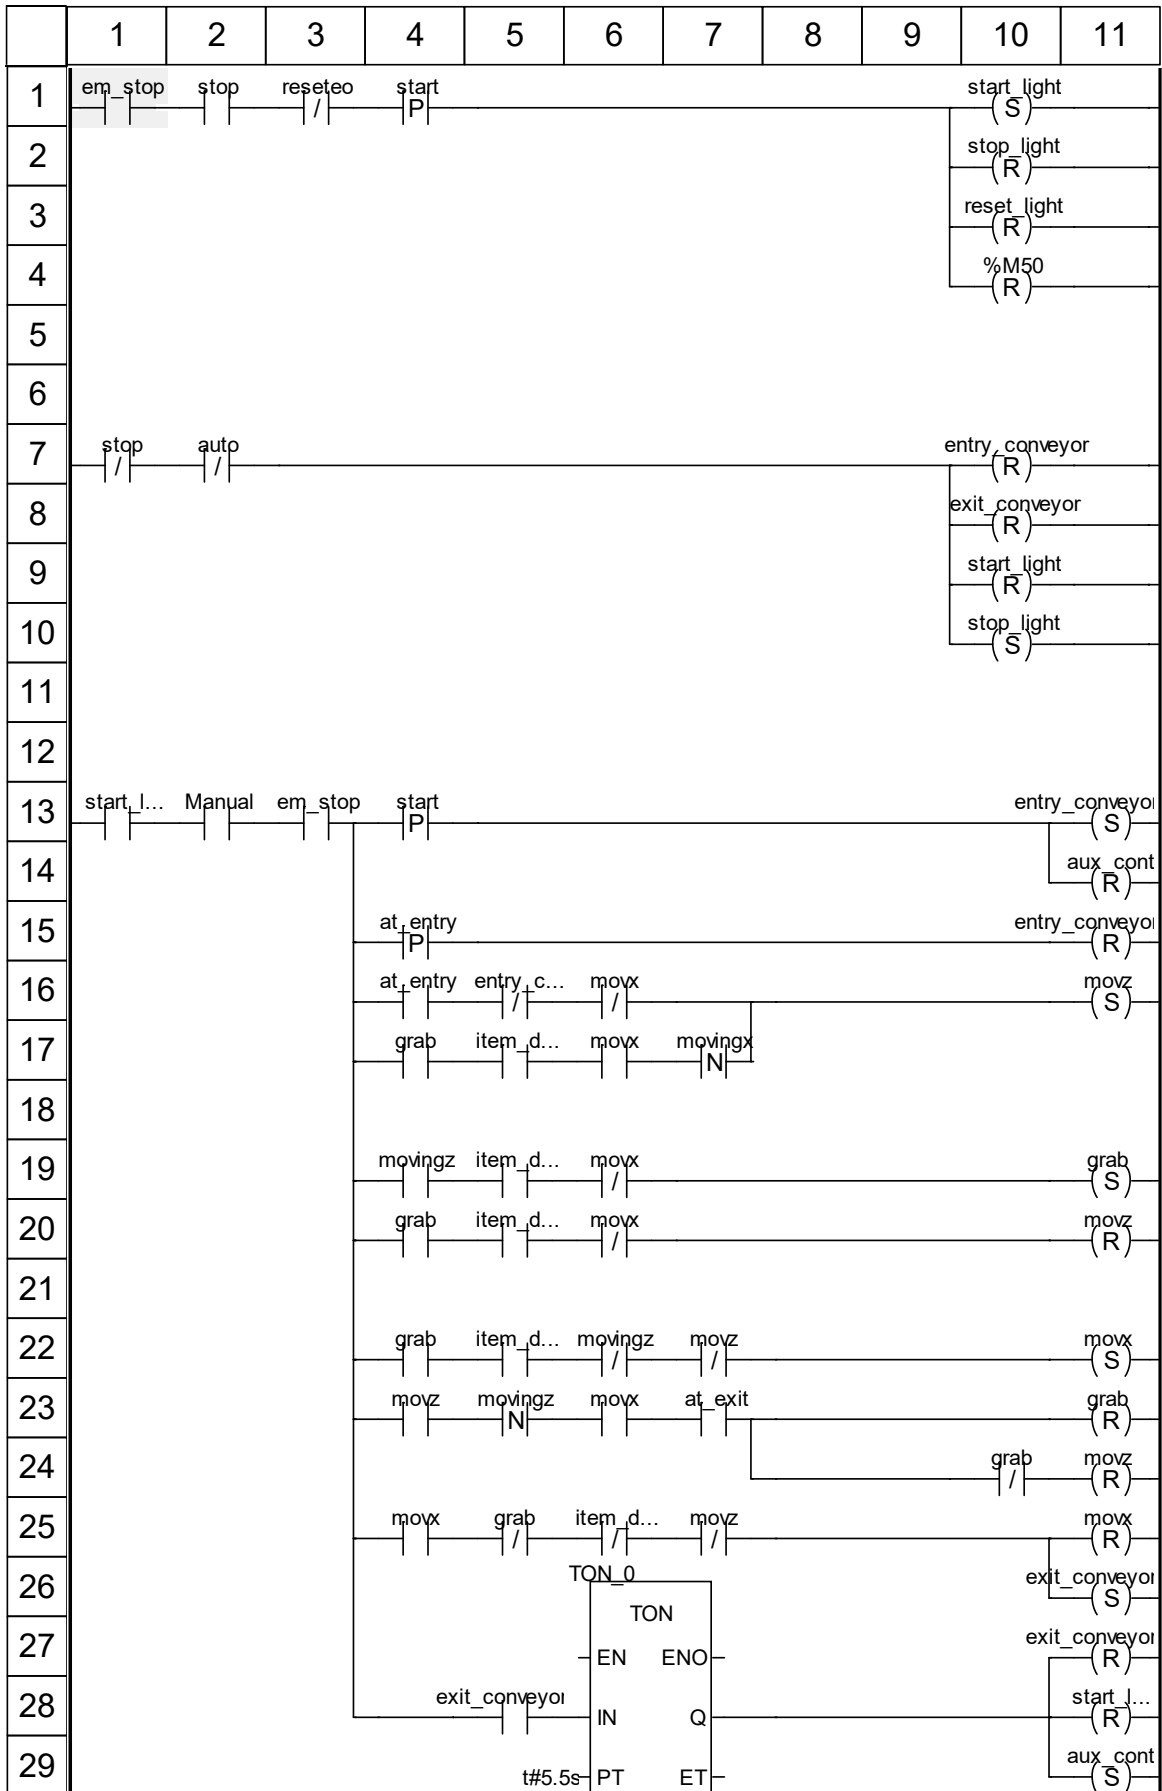 1 2 3 4 5 6 7 8 9 10 11
1 em_stop stop reseteo start start_light
/ P (S)
2 stop_light
(R)
3 reset_light
(R)
4 %M50
(R)
5
6
7 stop auto entry_conveyor
/ / (R)
8 exit_conveyor
(R)
9 start_light
(R)
10 stop_light
(S)
11
12
13 start_l... Manual em_stop start entry_conveyor
P (S)
14 aux_cont
(R)
15 at_entry entry_conveyor
P (R)
16 at_entry entry_c... movx movz
/ / (S)
17 grab item_d... movx movingx
N
18
19 movingz item_d... movx grab
/ (S)
20 grab item_d... movx movz
/ (R)
21
22 grab item_d... movingz movz movx
/ / (S)
23 movz movingz movx at_exit grab
N (R)
24 grab movz
/ (R)
25 movx grab item_d... movz movx
/ / / (R)
26 TON_0 exit_conveyor
TON (S)
27 exit_conveyor
EN ENO (R)
28 exit_conveyor start_l...
IN Q (R)
29 aux_cont
t#5.5s PT ET (S)